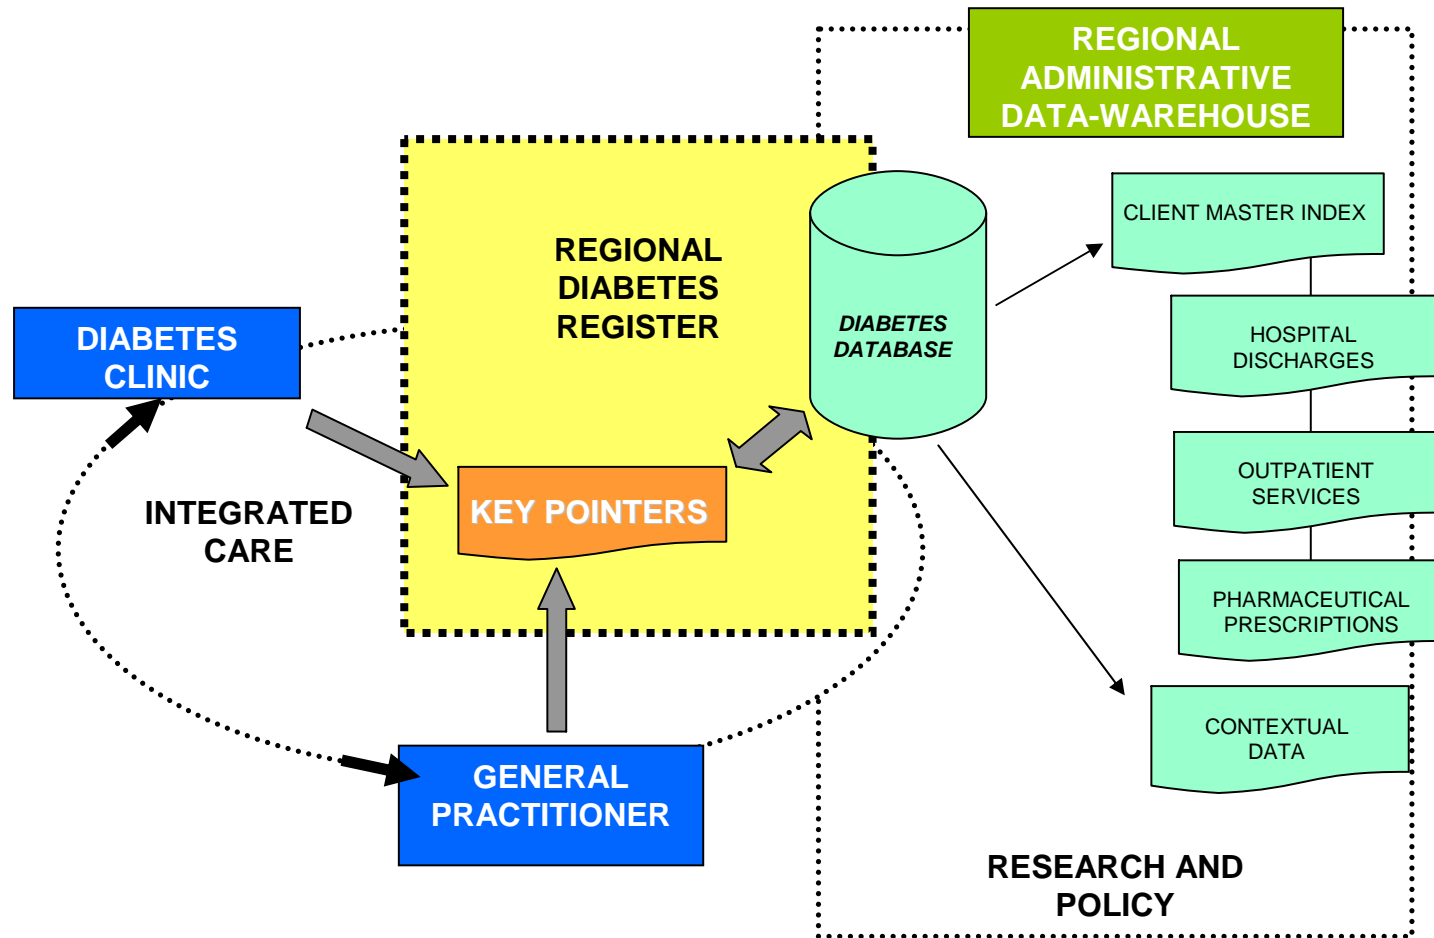 REGIONAL
ADMINISTRATIVE
DATA-WAREHOUSE
CLIENT MASTER INDEX
REGIONAL
DIABETES
REGISTER
DIABETES
DATABASE
HOSPITAL
DISCHARGES
DIABETES
CLINIC
OUTPATIENT
SERVICES
INTEGRATED
CARE
KEY POINTERS
PHARMACEUTICAL
PRESCRIPTIONS
CONTEXTUAL
DATA
GENERAL
PRACTITIONER
RESEARCH AND
POLICY